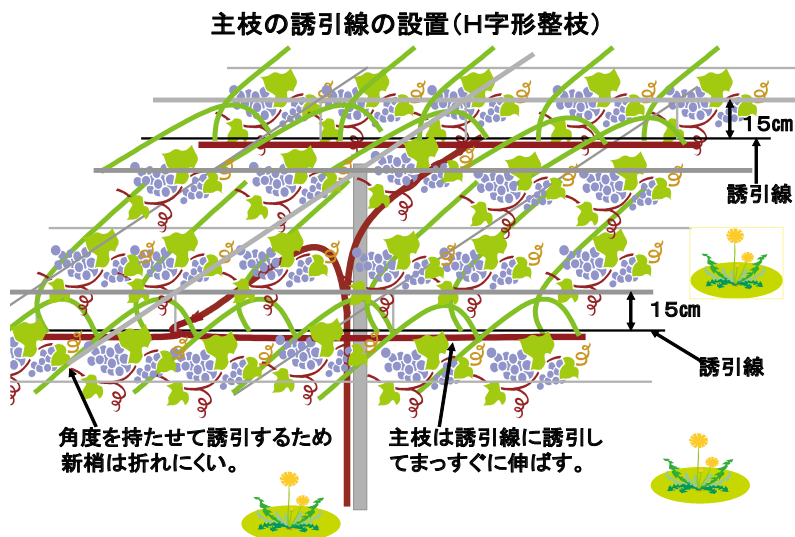 主枝の誘引線の設置（Ｈ字形整枝）
15㎝
誘引線
15㎝
誘引線
角度を持たせて誘引するため
新梢は折れにくい。
主枝は誘引線に誘引し
てまっすぐに伸ばす。